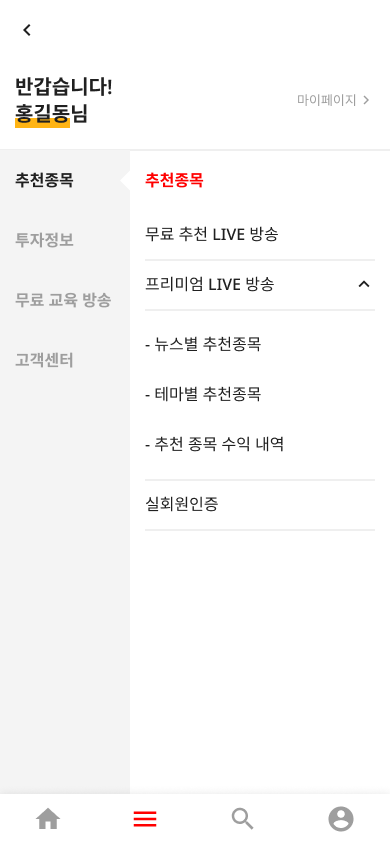 반갑습니다!
홍길동님
마이페이지
추천종목
투자정보
무료 교육 방송
고객센터
추천종목
무료 추천 LIVE 방송
프리미엄 LIVE 방송
- 뉴스별 추천종목
- 테마별 추천종목
- 추천 종목 수익 내역
실회원인증